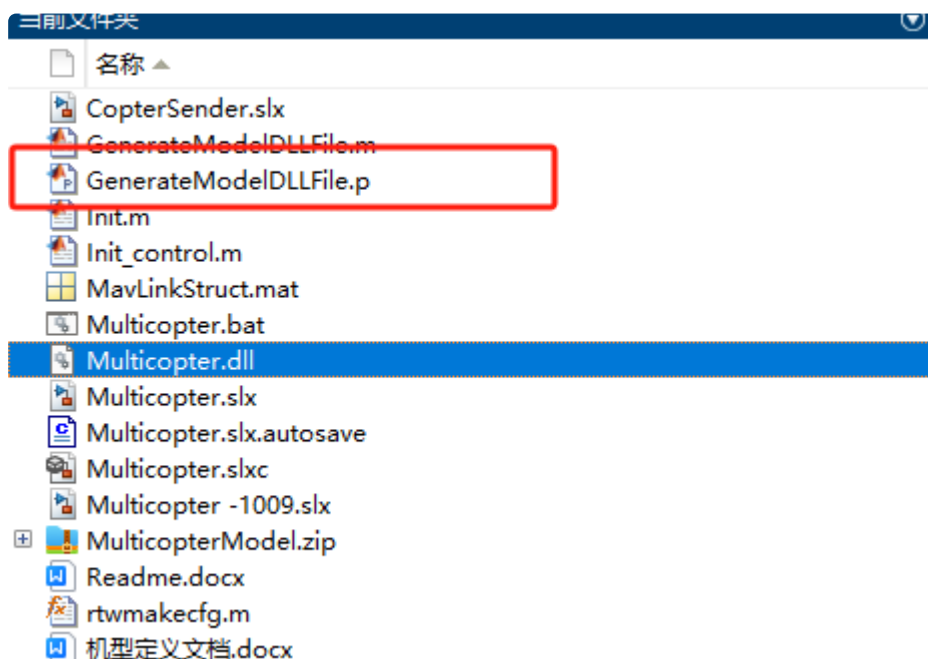 当前文件夹
名称
CopterSender.slx
GenerateModelDLLFile.m
GenerateModelDLLFile.p
Init.m
Init_control.m
MavLinkStruct.mat
Multicopter.bat
Multicopter.dll
Multicopter.slx
Multicopter.slx.autosave
Multicopter.slxc
Multicopter -1009.slx
MulticopterModel.zip
Readme.docx
rtwmakecfg.m
机型定义文档.docx